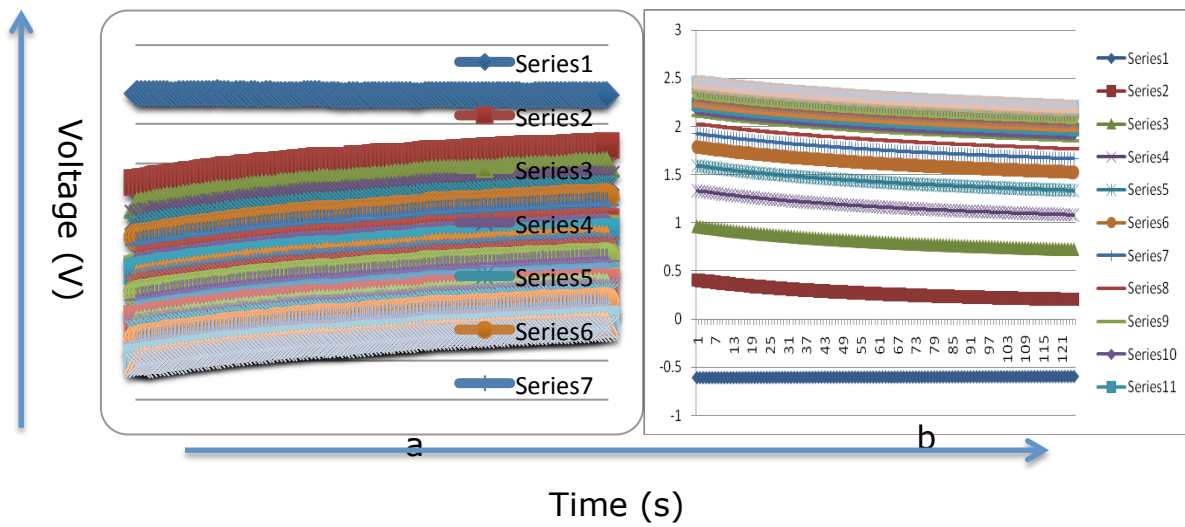 Voltage (V)
Series1
Series2
Series3
Series4
Series5
Series6
Series7
a
3
2.5
2
1.5
1
0.5
0
-0.5
-1
1 7 13 19 25 31 37 43 49 55 61 67 73 79 85 91 97 103 109 115 121
Series1
Series2
Series3
Series4
Series5
Series6
Series7
Series8
Series9
Series10
Series11
b
Time (s)